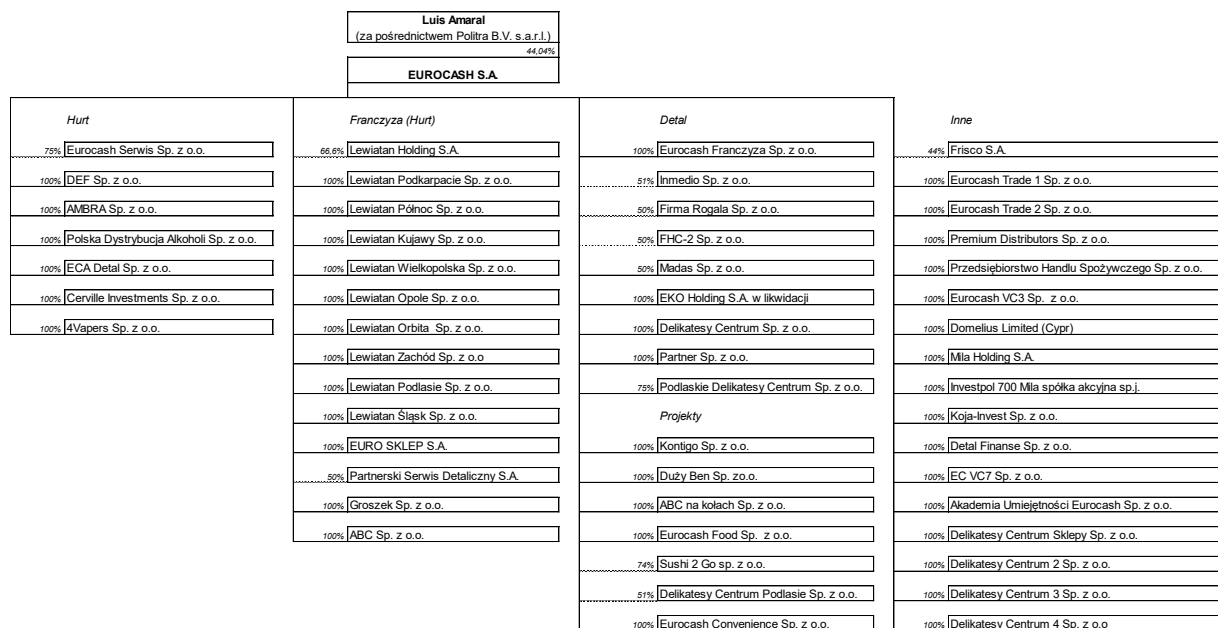 Luis Amaral
(za pośrednictwem Politra B.V. s.a.r.l.)
44,04%
EUROCASH S.A.
Hurt
75% Eurocash Serwis Sp. z o.o.
100% DEF Sp. z o.o.
100% AMBRA Sp. z o.o.
100% Polska Dystrybucja Alkoholi Sp. z o.o.
100% ECA Detal Sp. z o.o.
100% Cerville Investments Sp. z o.o.
100% 4Vapers Sp. z o.o.
Franczyza (Hurt)
66,6% Lewiatan Holding S.A.
100% Lewiatan Podkarpacie Sp. z o.o.
100% Lewiatan Północ Sp. z o.o.
100% Lewiatan Kujawy Sp. z o.o.
100% Lewiatan Wielkopolska Sp. z o.o.
100% Lewiatan Opole Sp. z o.o.
100% Lewiatan Orbita Sp. z o.o.
100% Lewiatan Zachód Sp. z o.o
100% Lewiatan Podlasie Sp. z o.o.
100% Lewiatan Śląsk Sp. z o.o.
100% EURO SKLEP S.A.
50% Partnerski Serwis Detaliczny S.A.
100% Groszek Sp. z o.o.
100% ABC Sp. z o.o.
Detal
100% Eurocash Franczyza Sp. z o.o.
51% Inmedio Sp. z o.o.
50% Firma Rogala Sp. z o.o.
50% FHC-2 Sp. z o.o.
50% Madas Sp. z o.o.
100% EKO Holding S.A. w likwidacji
100% Delikatesy Centrum Sp. z o.o.
100% Partner Sp. z o.o.
75% Podlaskie Delikatesy Centrum Sp. z o.o.
Projekty
100% Kontigo Sp. z o.o.
100% Duży Ben Sp. zo.o.
100% ABC na kołach Sp. z o.o.
100% Eurocash Food Sp. z o.o.
74% Sushi 2 Go sp. z o.o.
51% Delikatesy Centrum Podlasie Sp. z o.o.
100% Eurocash Convenience Sp. z o.o.
Inne
44% Frisco S.A.
100% Eurocash Trade 1 Sp. z o.o.
100% Eurocash Trade 2 Sp. z o.o.
100% Premium Distributors Sp. z o.o.
100% Przedsiębiorstwo Handlu Spożywczego Sp. z o.o.
100% Eurocash VC3 Sp. z o.o.
100% Domelius Limited (Cypr)
100% Mila Holding S.A.
100% Investpol 700 Mila spółka akcyjna sp.j.
100% Koja-Invest Sp. z o.o.
100% Detal Finanse Sp. z o.o.
100% EC VC7 Sp. z o.o.
100% Akademia Umiejętności Eurocash Sp. z o.o.
100% Delikatesy Centrum Sklepy Sp. z o.o.
100% Delikatesy Centrum 2 Sp. z o.o.
100% Delikatesy Centrum 3 Sp. z o.o.
100% Delikatesy Centrum 4 Sp. z o.o